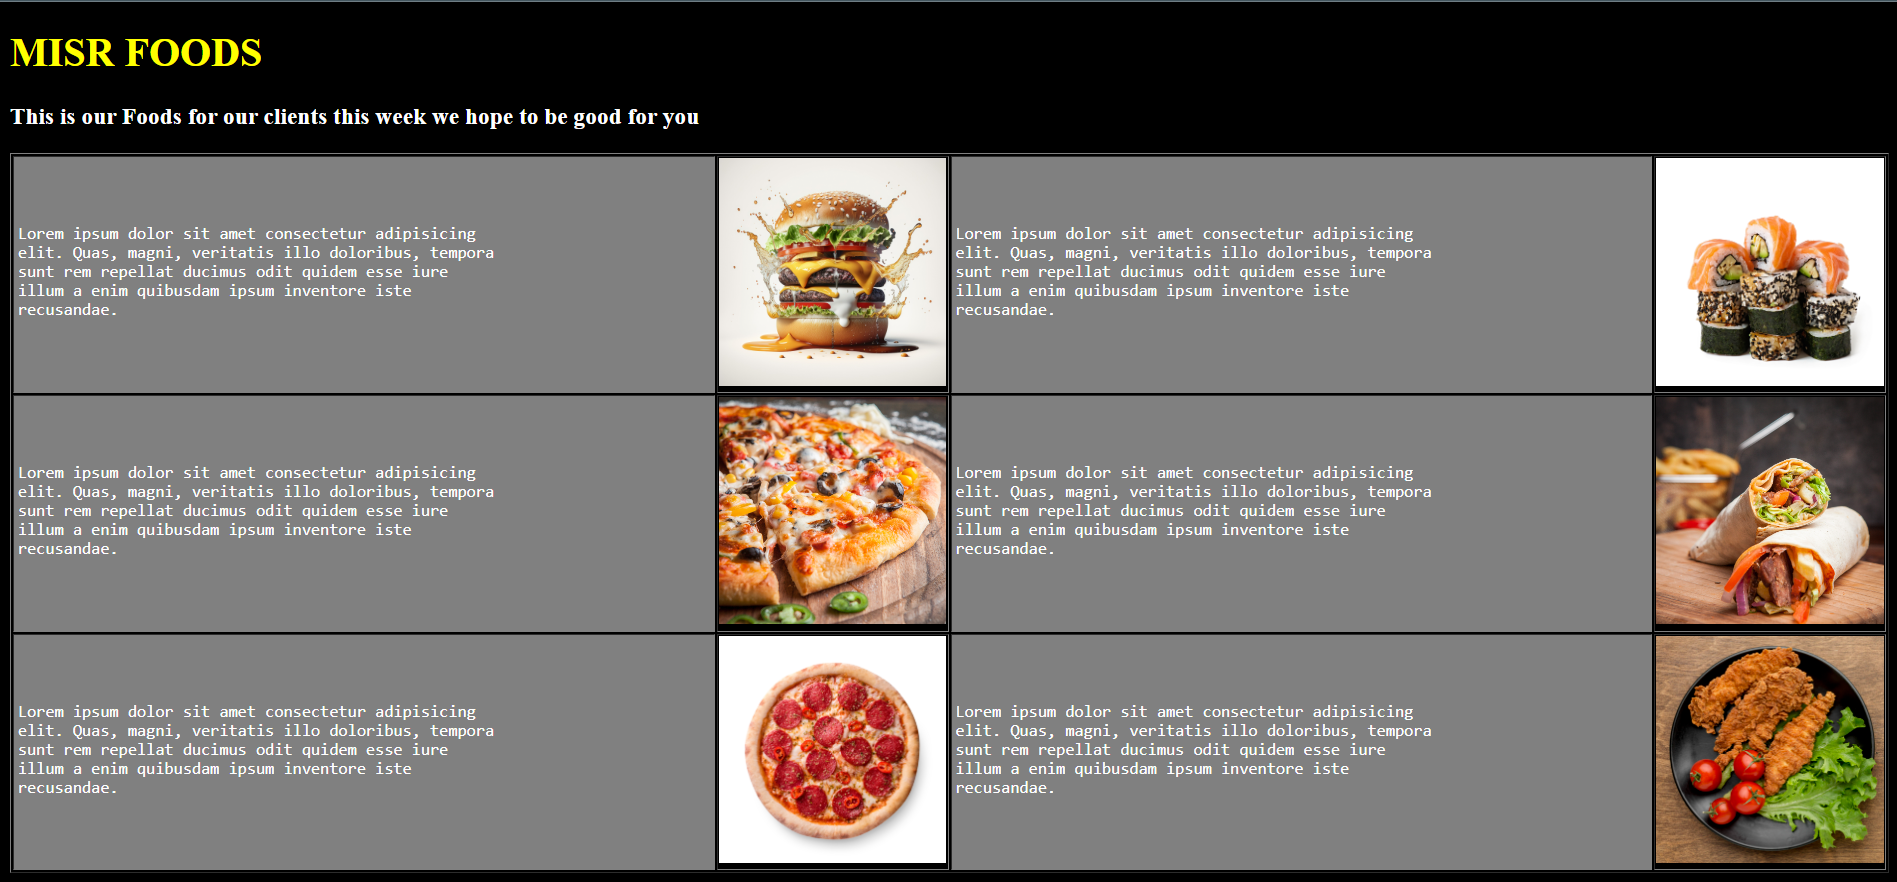 MISR FOODS
This is our Foods for our clients this week we hope to be good for you
Lorem ipsum dolor sit amet consectetur adipisicing
elit. Quas, magni, veritatis illo doloribus, tempora
sunt rem repellat ducimus odit quidem esse iure
illum a enim quibusdam ipsum inventore iste
recusandae.
Lorem ipsum dolor sit amet consectetur adipisicing
elit. Quas, magni, veritatis illo doloribus, tempora
sunt rem repellat ducimus odit quidem esse iure
illum a enim quibusdam ipsum inventore iste
recusandae.
Lorem ipsum dolor sit amet consectetur adipisicing
elit. Quas, magni, veritatis illo doloribus, tempora
sunt rem repellat ducimus odit quidem esse iure
illum a enim quibusdam ipsum inventore iste
recusandae.
Lorem ipsum dolor sit amet consectetur adipisicing
elit. Quas, magni, veritatis illo doloribus, tempora
sunt rem repellat ducimus odit quidem esse iure
illum a enim quibusdam ipsum inventore iste
recusandae.
Lorem ipsum dolor sit amet consectetur adipisicing
elit. Quas, magni, veritatis illo doloribus, tempora
sunt rem repellat ducimus odit quidem esse iure
illum a enim quibusdam ipsum inventore iste
recusandae.
Lorem ipsum dolor sit amet consectetur adipisicing
elit. Quas, magni, veritatis illo doloribus, tempora
sunt rem repellat ducimus odit quidem esse iure
illum a enim quibusdam ipsum inventore iste
recusandae.